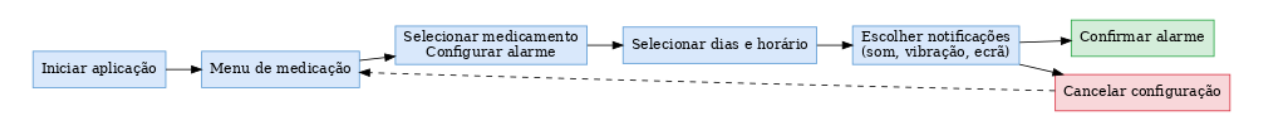 Iniciar aplicação
Menu de medicação
Selecionar medicamento
Configurar alarme
Selecionar dias e horário
Escolher notificações
(som, vibração, ecrã)
Confirmar alarme
Cancelar configuração